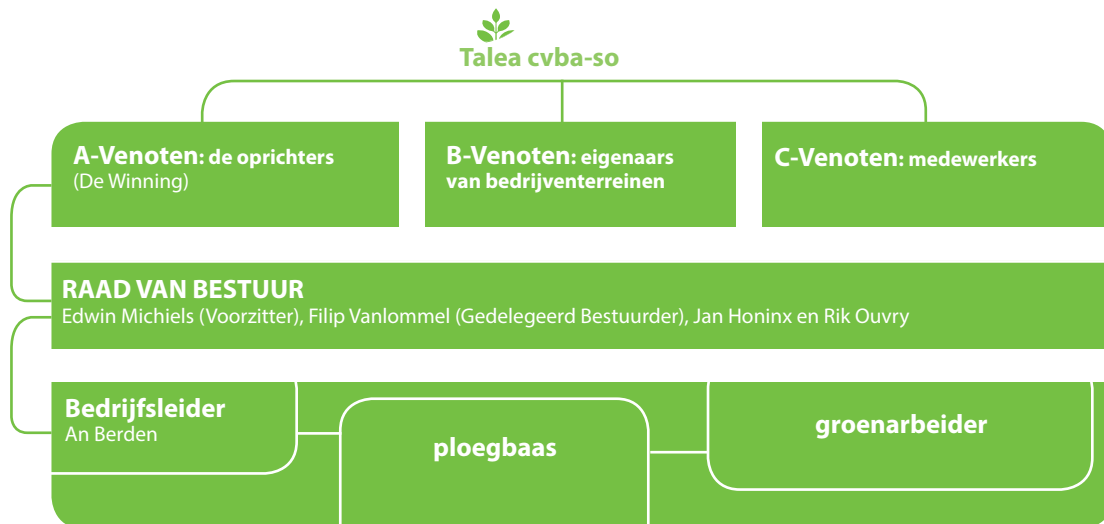 Talea cvba-so
A-Venoten: de oprichters
(De Winning)
B-Venoten: eigenaars
van bedrijventerreinen
C-Venoten: medewerkers
RAAD VAN BESTUUR
Edwin Michiels (Voorzitter), Filip Vanlommel (Gedelegeerd Bestuurder), Jan Honinx en Rik Ouvry
Bedrijfsleider
An Berden
ploegbaas
groenarbeider